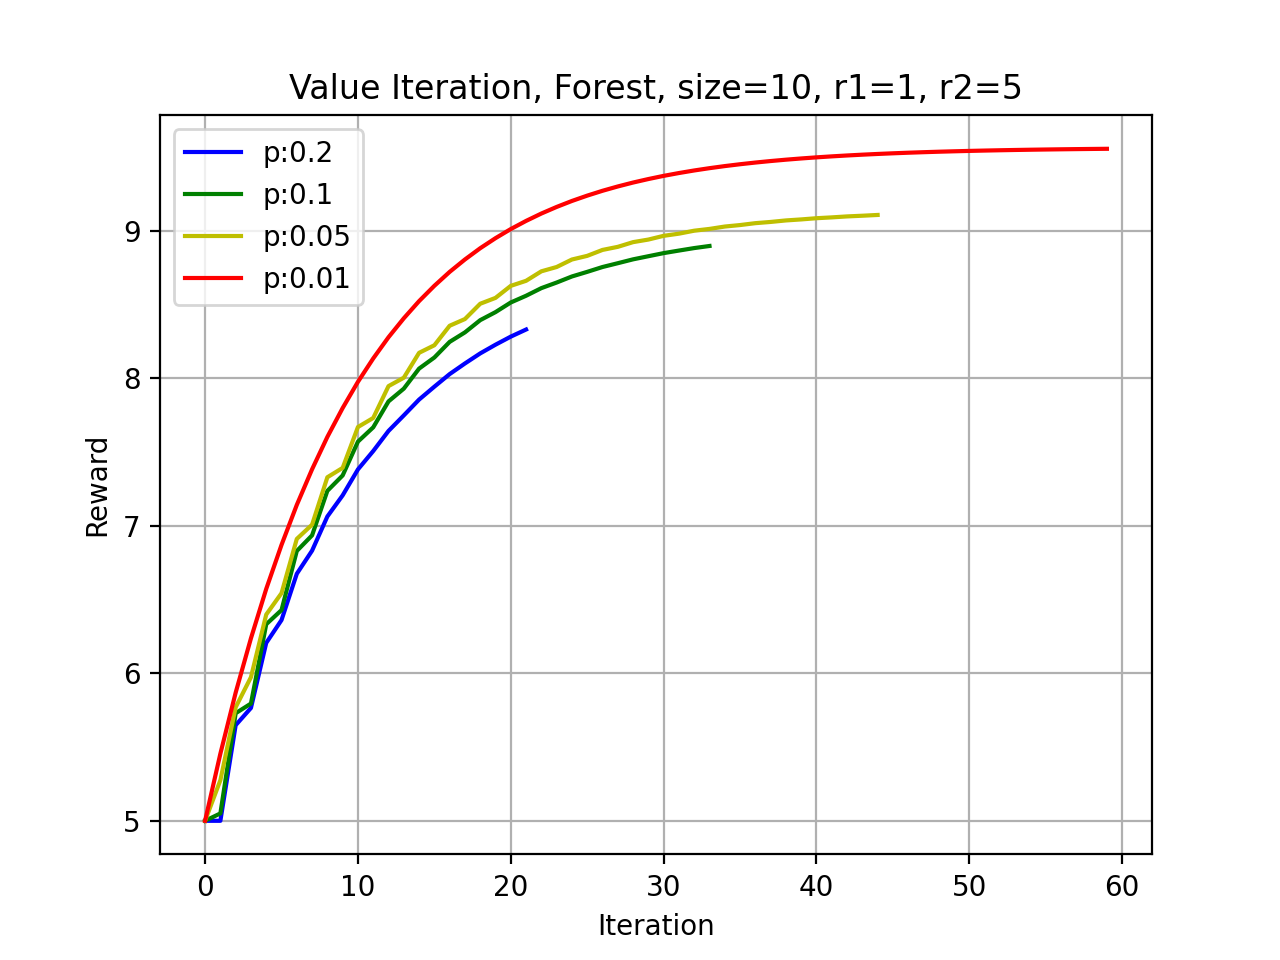 Value Iteration, Forest, size=10, r1=1, r2=5
p:0.2
p:0.1
p:0.05
p:0.01
9
8
7
6
5
Reward
0 10 20 30 40 50 60
Iteration